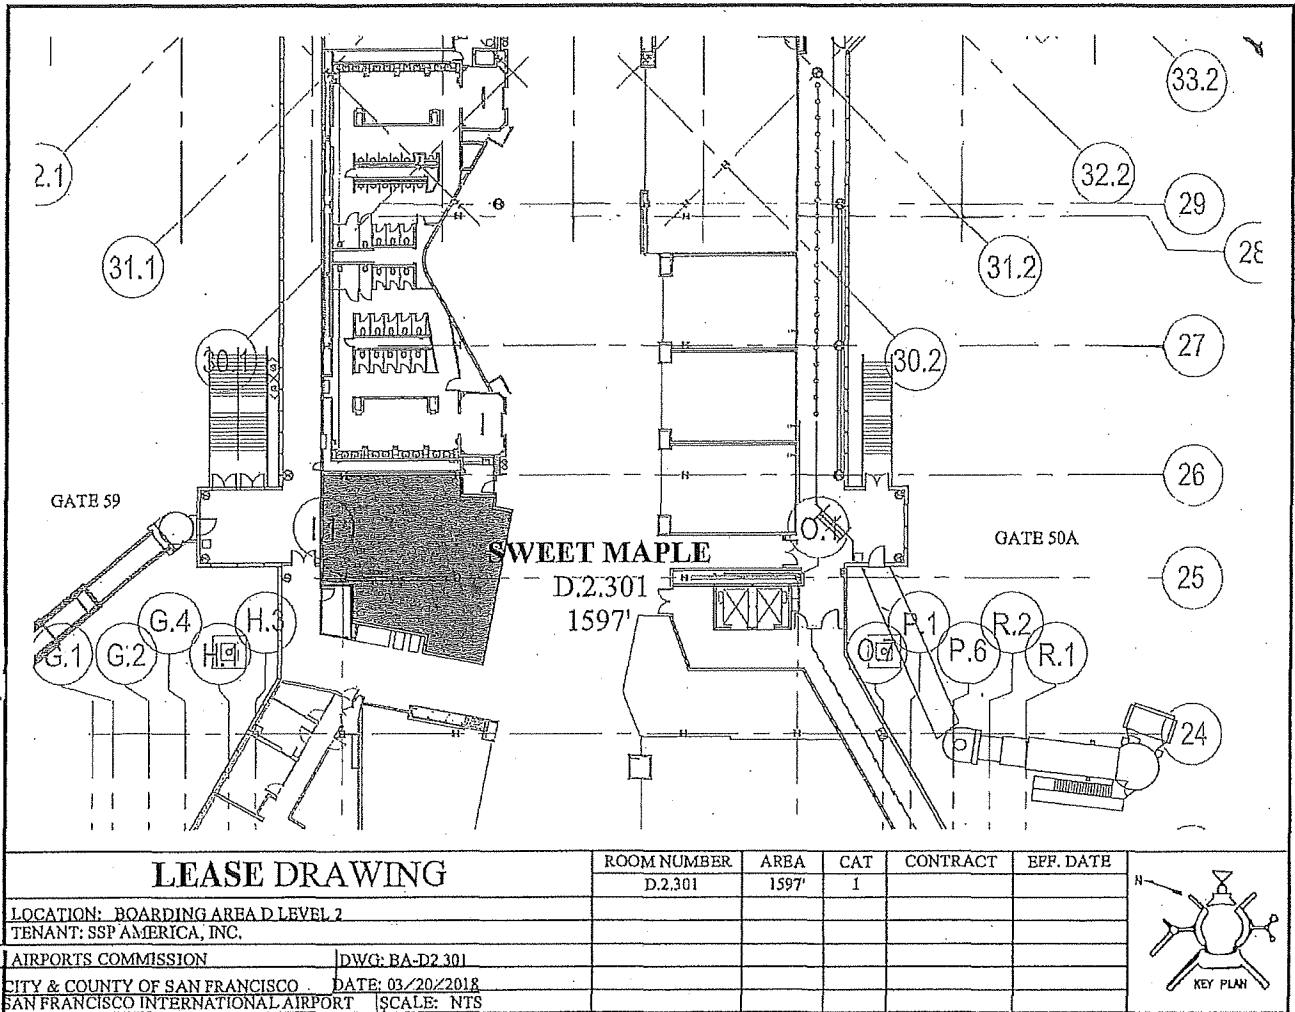 33.2
2.1
32.2
29
28
31.1
31.2
27
30.1
30.2
26
GATE 59
GATE 50A
SWEET MAPLE
D.2.301
1597'
25
G.4
H.3
P.1
R.2
G.1
G.2
H.1
P.6
R.1
24
LEASE DRAWING
ROOM NUMBER AREA CAT CONTRACT EFF. DATE
D.2.301 1597' 1
LOCATION: BOARDING AREA D LEVEL 2
TENANT: SSP AMERICA, INC.
AIRPORTS COMMISSION DWG: BA-D2.301
CITY & COUNTY OF SAN FRANCISCO DATE: 03/20/2018
SAN FRANCISCO INTERNATIONAL AIRPORT SCALE: NTS
N
KEY PLAN